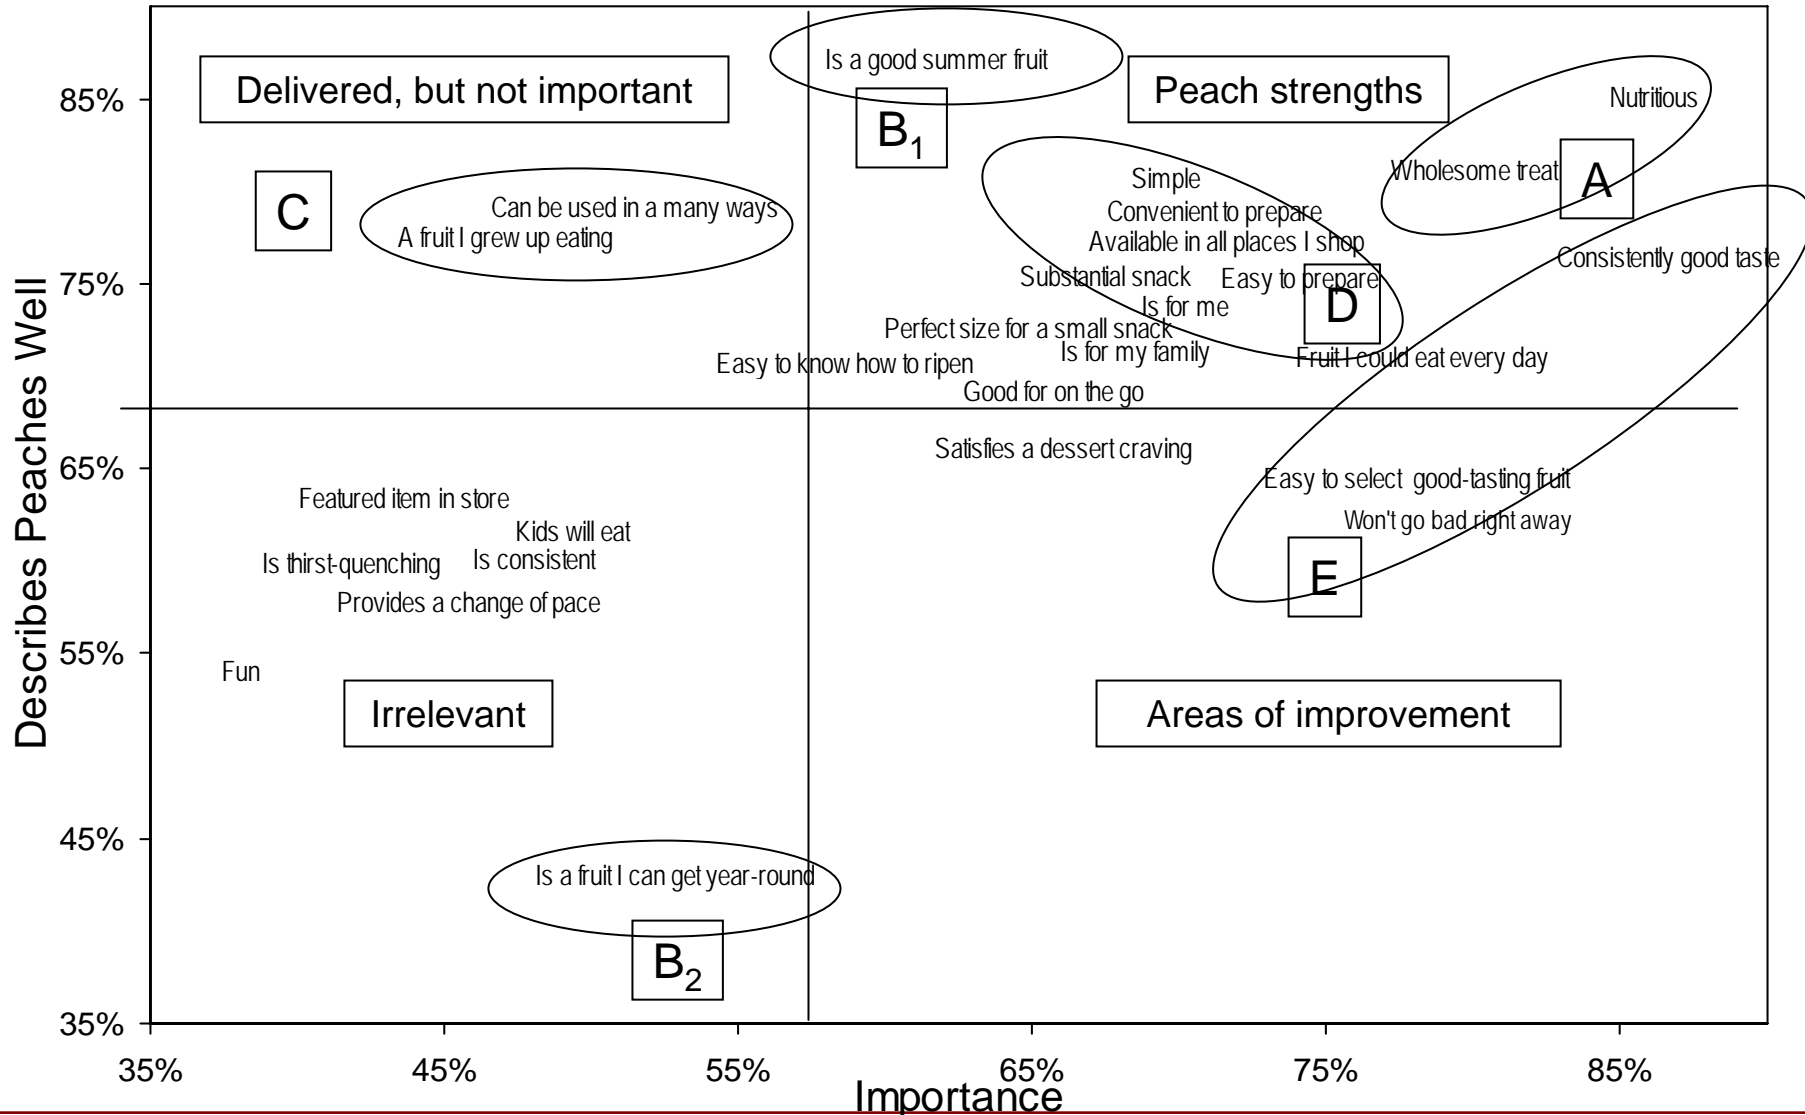 Is a good summer fruit
Delivered, but not important
Peach strengths
85%
Nutritious
B1
Wholesome treat
A
Simple
C
Can be used in a many ways
Convenient to prepare
A fruit I grew up eating
Available in all places I shop
Consistently good taste
75%
Substantial snack
Easy to prepare
D
Is for me
Perfect size for a small snack
Is for my family
Easy to know how to ripen
Fruit I could eat every day
Good for on the go
Describes Peaches Well
Satisfies a dessert craving
65%
Easy to select good-tasting fruit
Featured item in store
Won't go bad right away
Kids will eat
Is thirst-quenching
Is consistent
E
Provides a change of pace
55%
Fun
Irrelevant
Areas of improvement
45%
Is a fruit I can get year-round
B2
35%
35%
45%
55%
65%
75%
85%
Importance